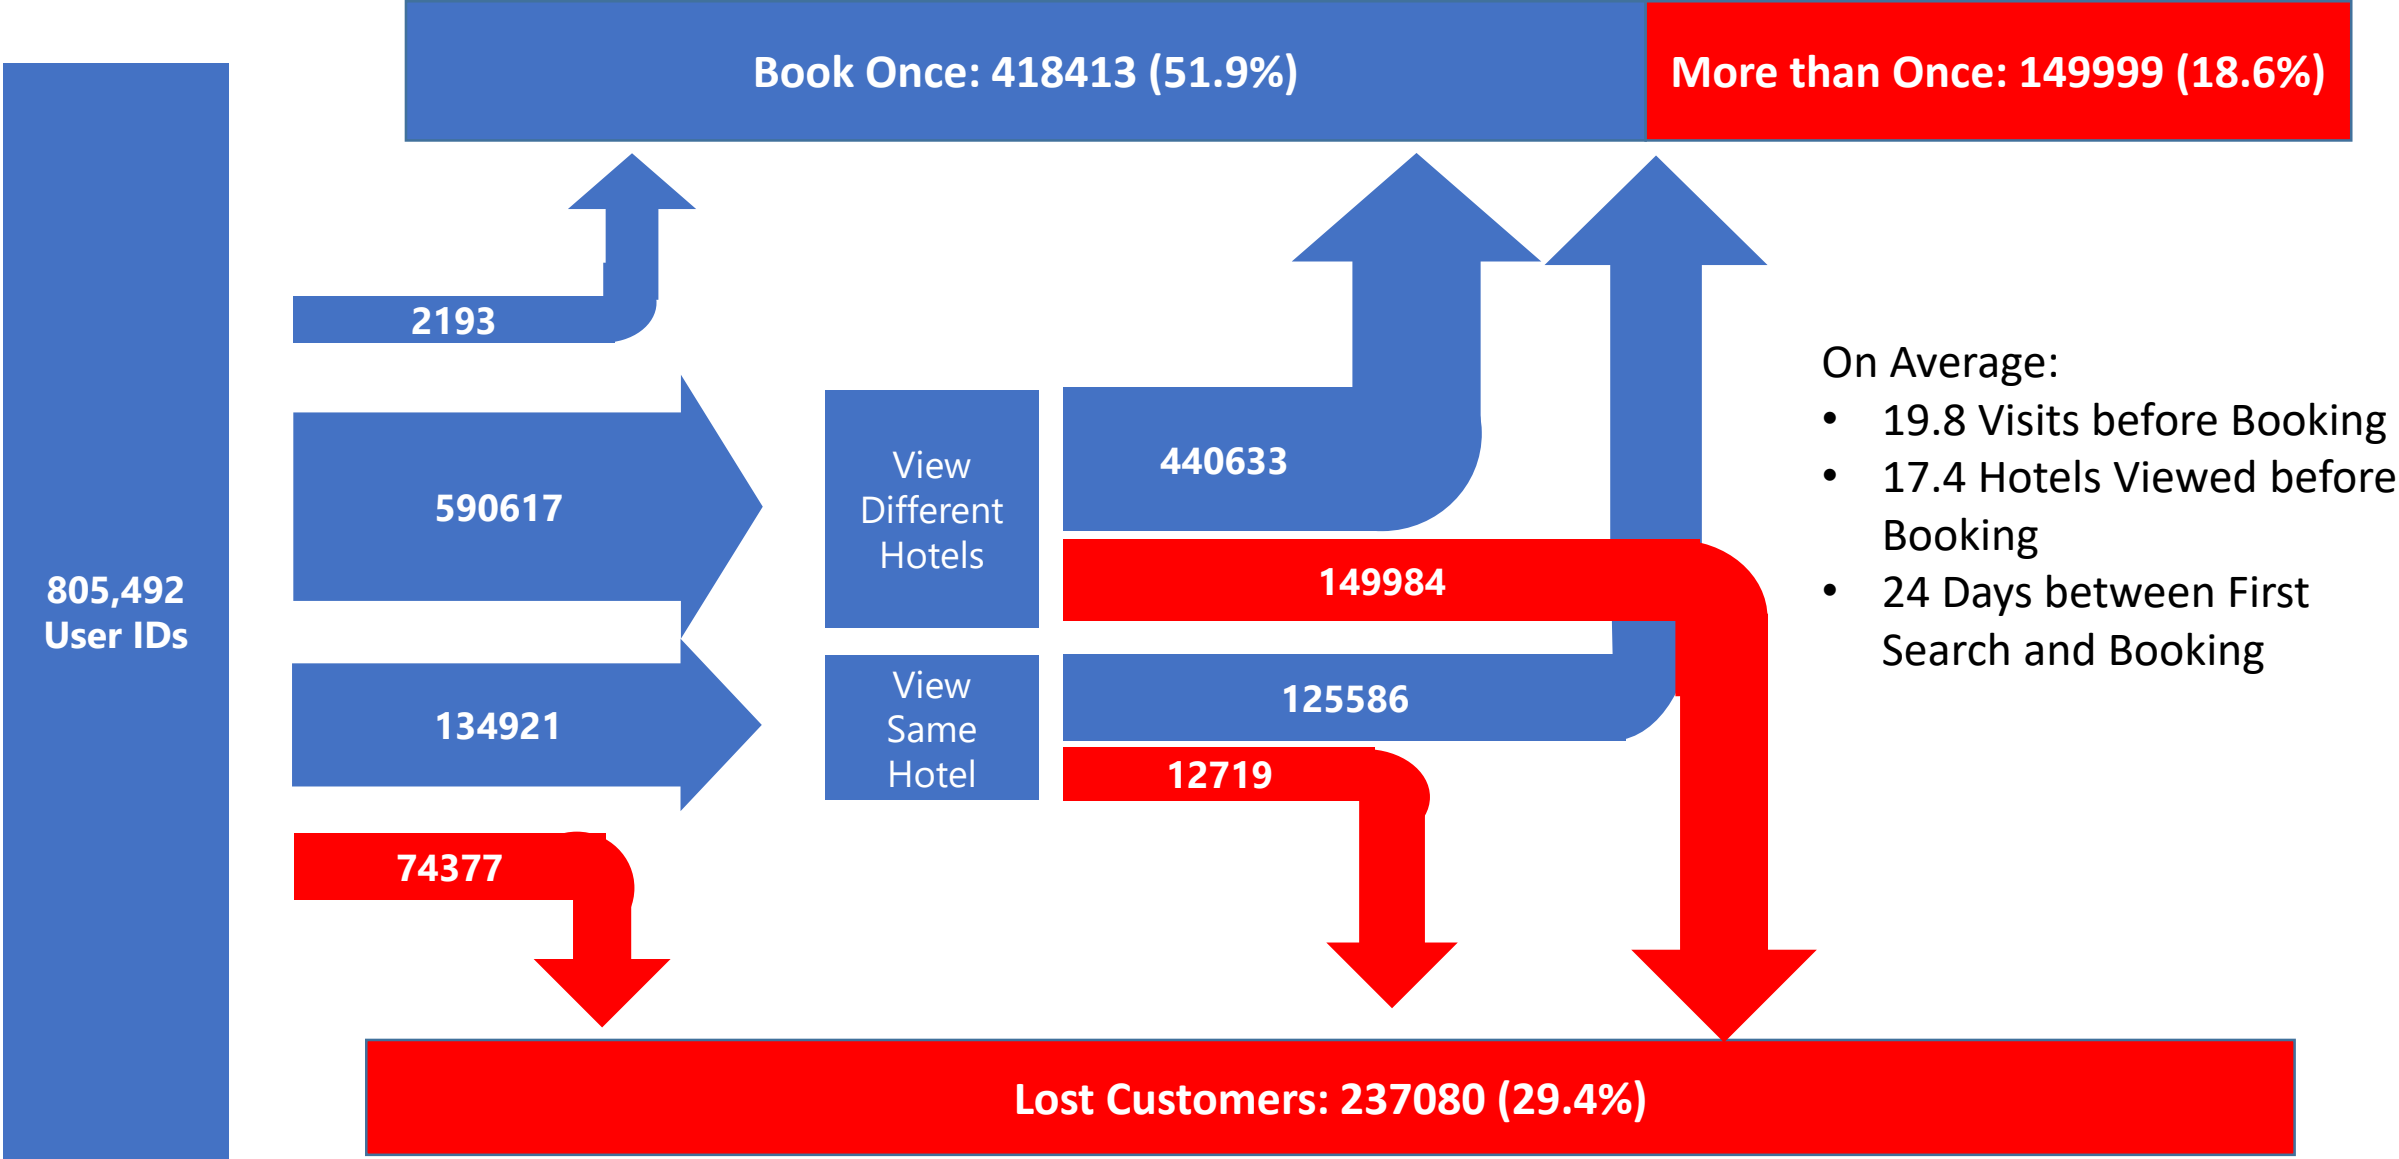 Book Once: 418413 (51.9%)
More than Once: 149999 (18.6%)
805,492
User IDs
2193
590617
134921
74377
View
Different
Hotels
View
Same
Hotel
440633
149984
125586
12719
On Average:
• 19.8 Visits before Booking
• 17.4 Hotels Viewed before
Booking
• 24 Days between First
Search and Booking
Lost Customers: 237080 (29.4%)